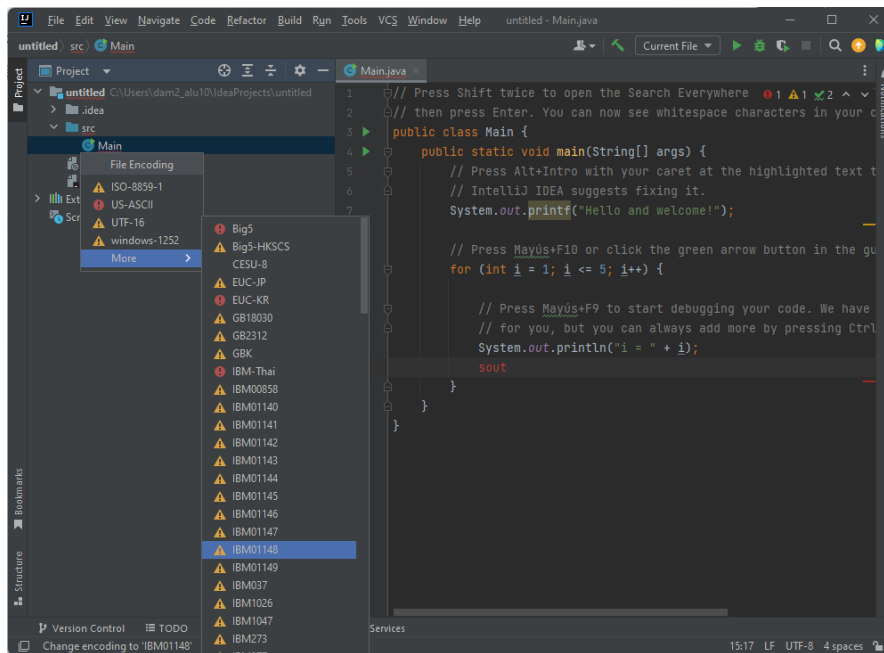 File Edit View Navigate Code Refactor Build Run Tools VCS Window Help untitled - Main.java
untitled src Main Current File
Project Project Main.java
untitled C:\Users\dam2_alu10\IdeaProjects\untitled
.idea
src
Main
File Encoding
ISO-8859-1
US-ASCII
UTF-16
windows-1252
More
Ext
Scr
Big5
Big5-HKSCS
CESU-8
EUC-JP
EUC-KR
GB18030
GB2312
GBK
IBM-Thai
IBM00858
IBM01140
IBM01141
IBM01142
IBM01143
IBM01144
IBM01145
IBM01146
IBM01147
IBM01148
IBM01149
IBM037
IBM1026
IBM1047
IBM273
1 // Press Shift twice to open the Search Everywhere 1 1 2
2 // then press Enter. You can now see whitespace characters in your c
3 public class Main {
4 public static void main(String[] args) {
5 // Press Alt+Intro with your caret at the highlighted text t
6 // IntelliJ IDEA suggests fixing it.
7 System.out.printf("Hello and welcome!");
// Press Mayús+F10 or click the green arrow button in the gu
for (int i = 1; i <= 5; i++) {
// Press Mayús+F9 to start debugging your code. We have
// for you, but you can always add more by pressing Ctrl
System.out.println("i = " + i);
sout
}
}
}
Bookmarks
Structure
Version Control TODO Services
Change encoding to 'IBM01148' 15:17 LF UTF-8 4 spaces